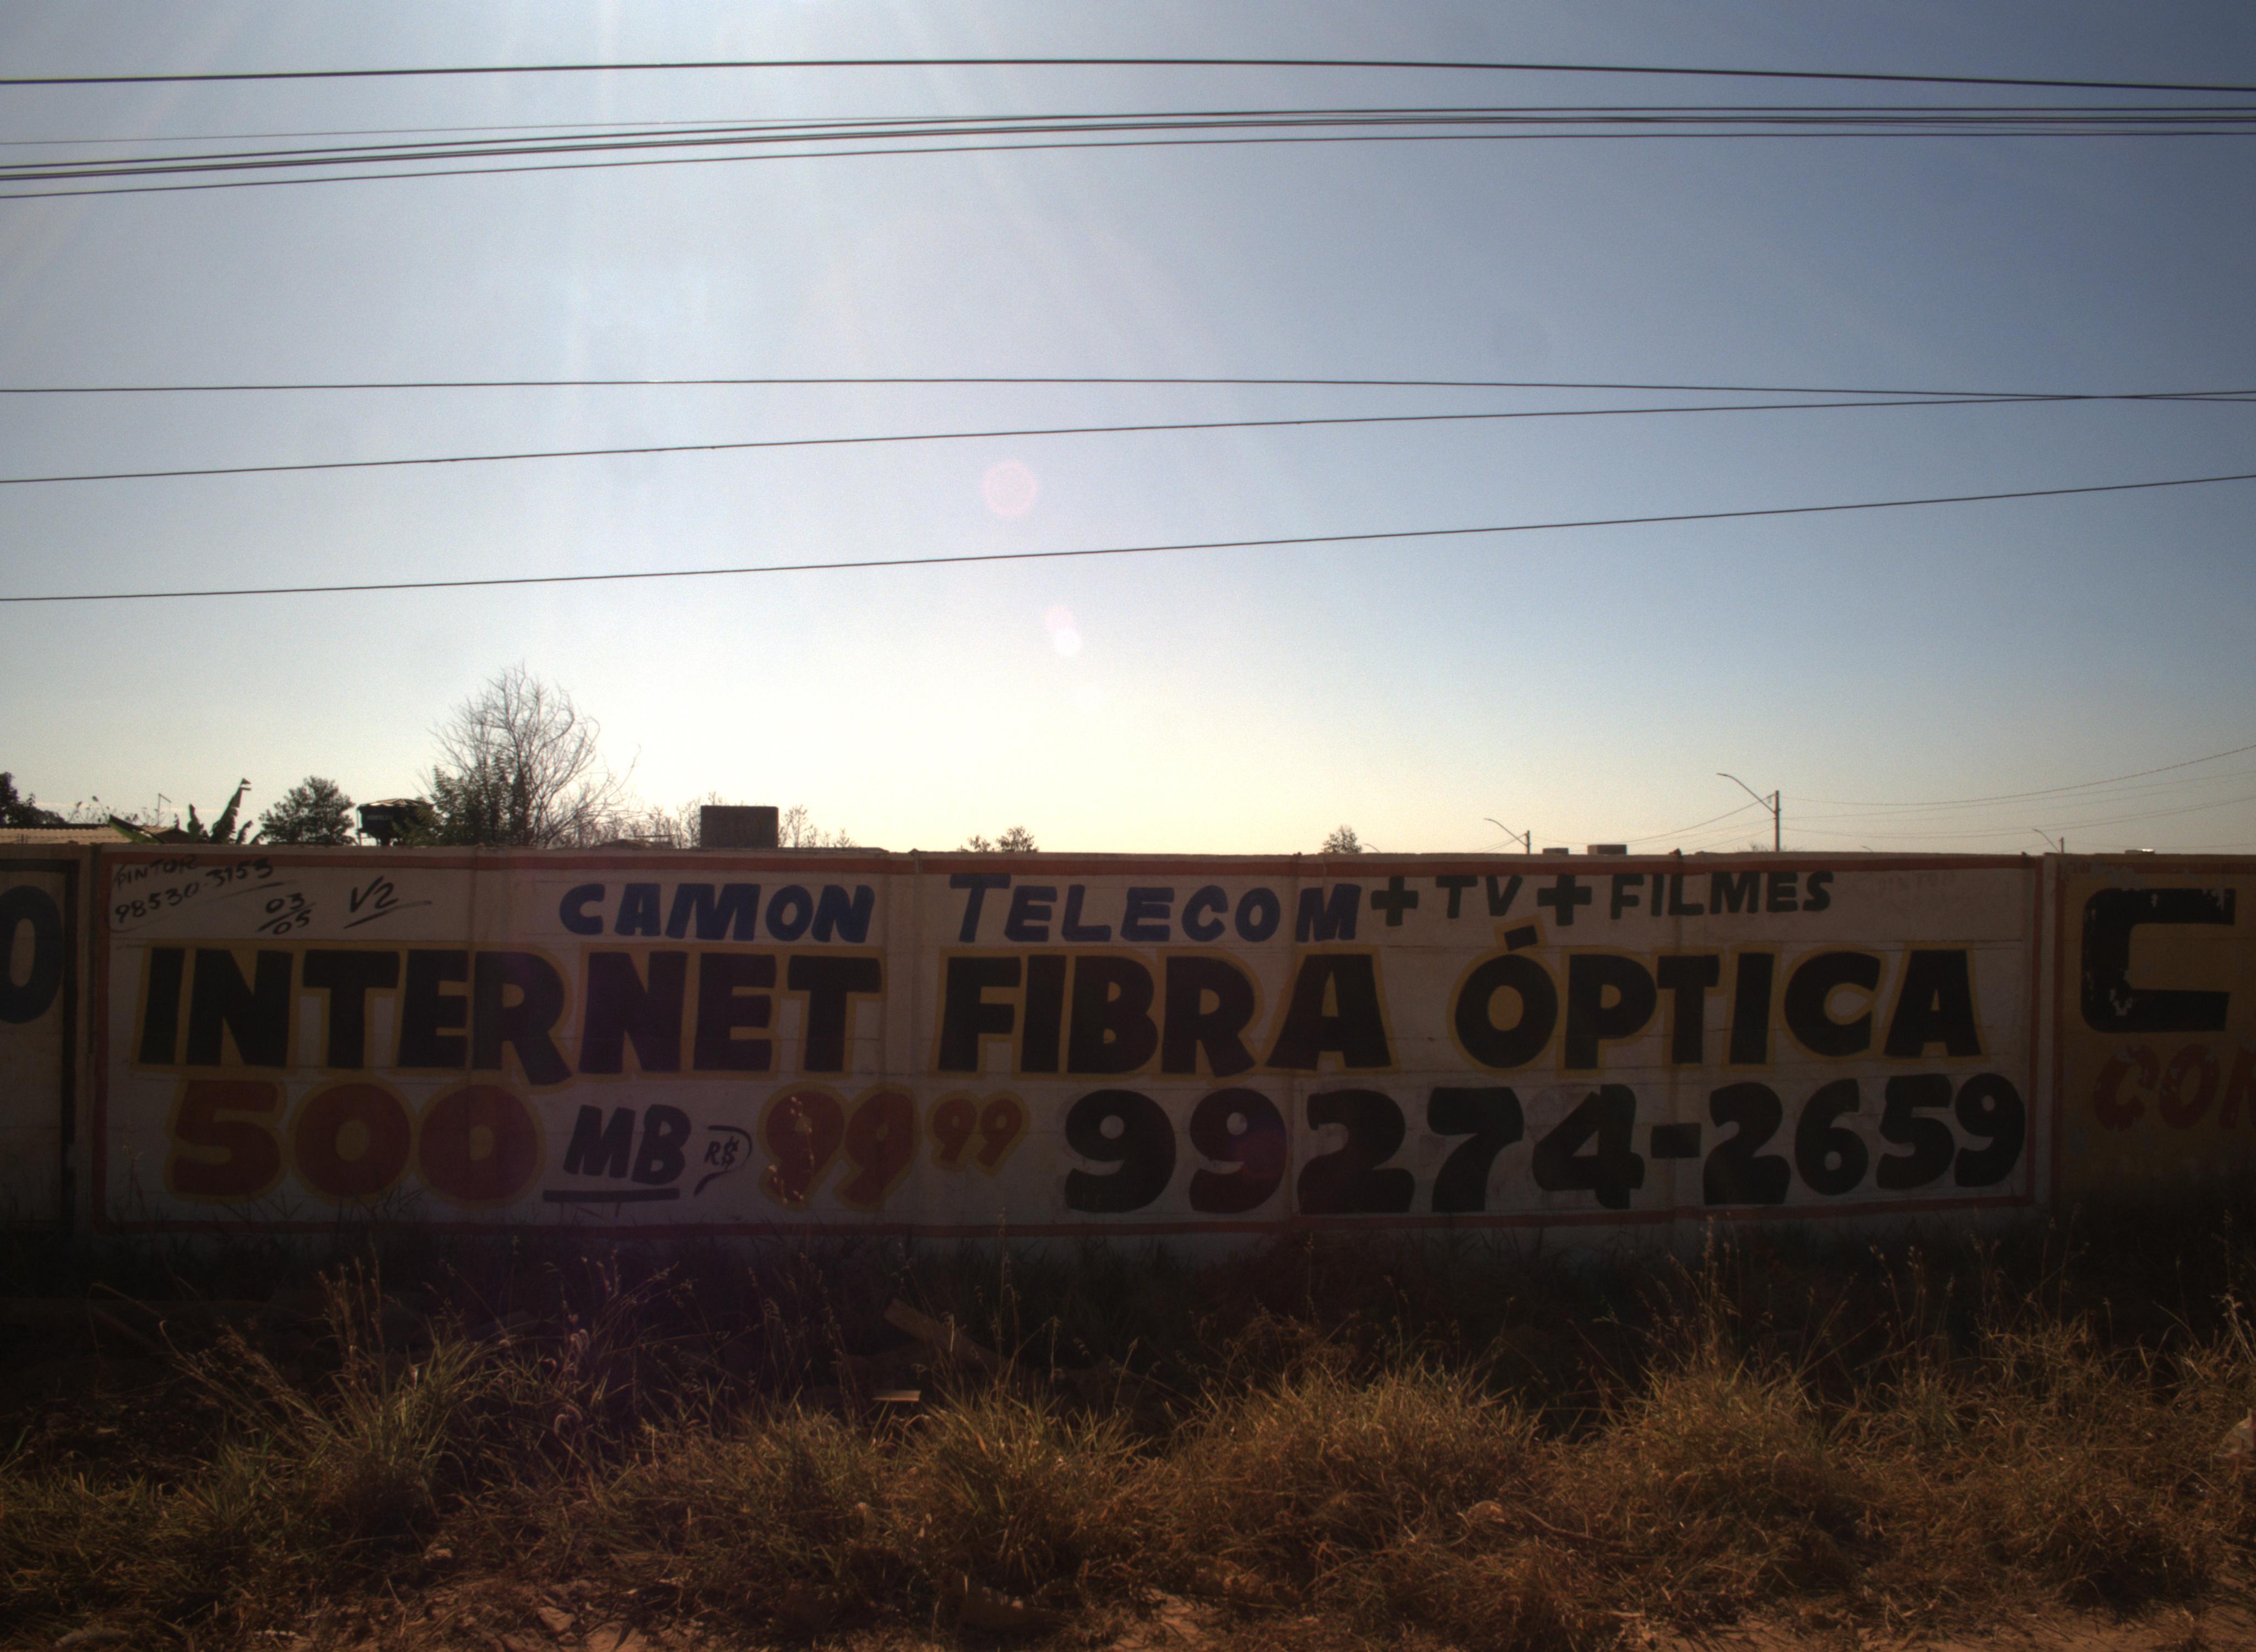 PINTOR
98530-3153
03/05 V2
CAMON TELECOM + TV + FILMES
INTERNET FIBRA ÓPTICA
500 MB R$ 99 99 99274-2659